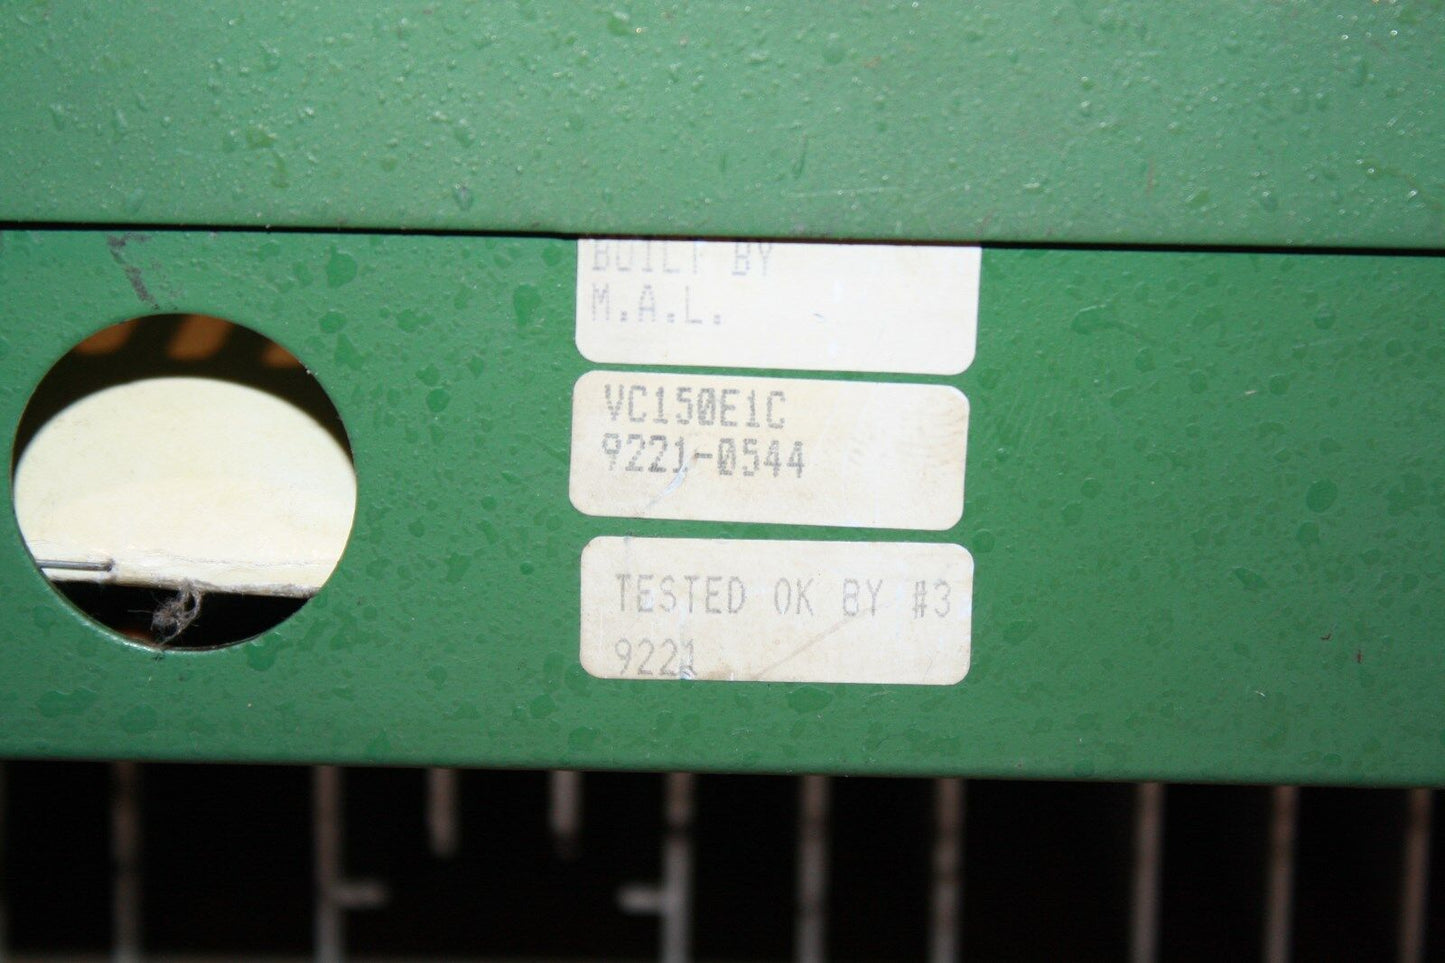 BUILT BY
M.A.L.
VC150E1C
9221-0544
TESTED OK BY #3
9221